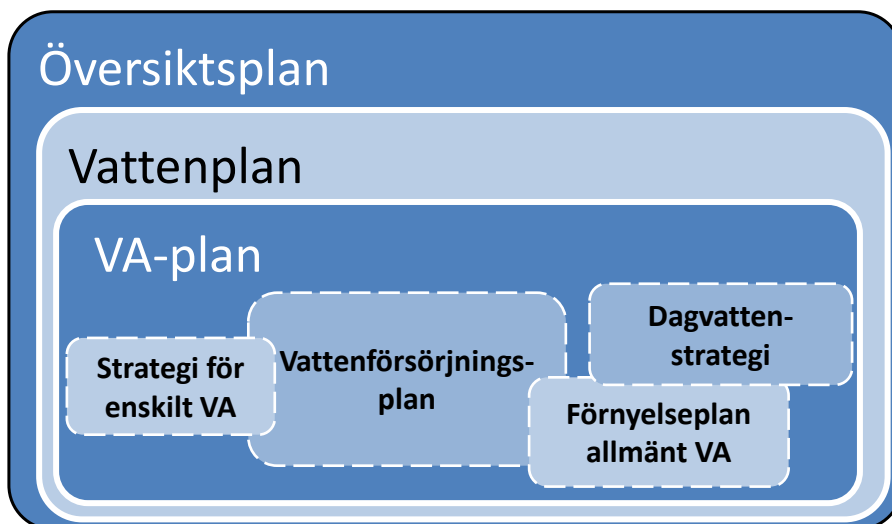 Översiktsplan
Vattenplan
VA-plan
Strategi för
enskilt VA
Vattenförsörjnings-
plan
Dagvatten-
strategi
Förnyelseplan
allmänt VA